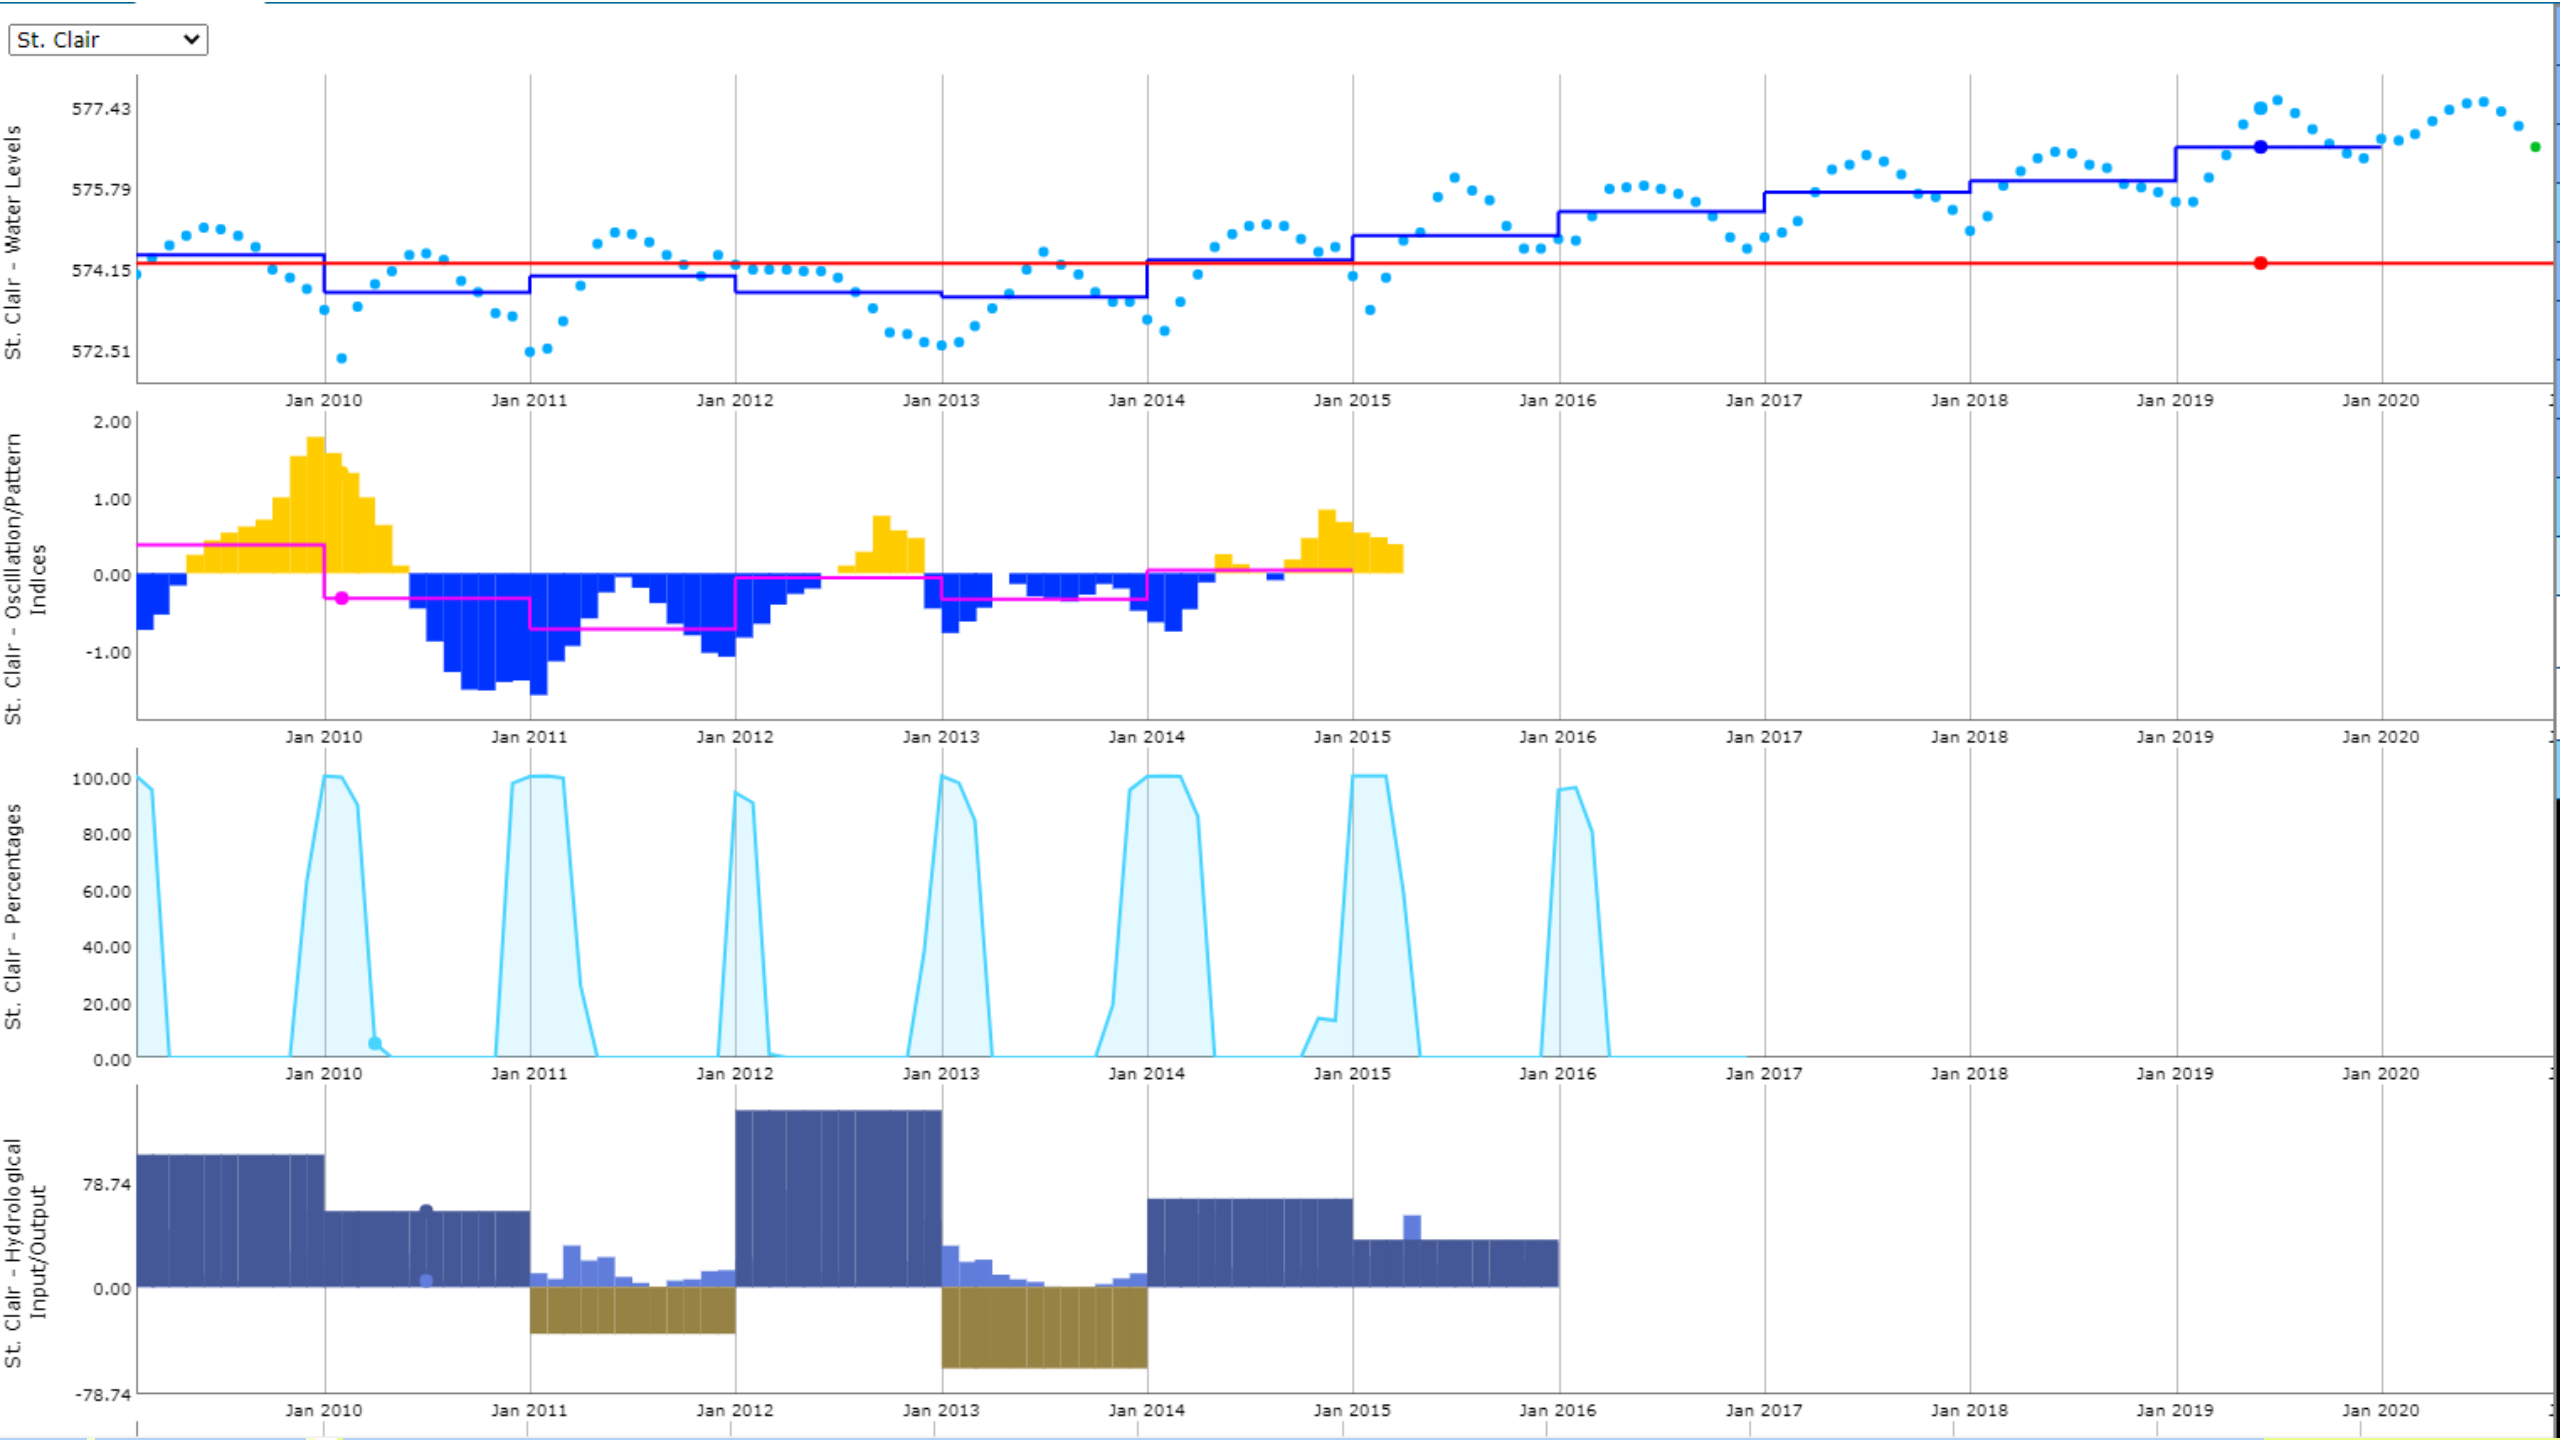 St. Clair
St. Clair - Water Levels
577.43
575.79
574.15
572.51
Jan 2010
Jan 2011
Jan 2012
Jan 2013
Jan 2014
Jan 2015
Jan 2016
Jan 2017
Jan 2018
Jan 2019
Jan 2020
St. Clair - Oscillation/Pattern
Indices
2.00
1.00
0.00
-1.00
Jan 2010
Jan 2011
Jan 2012
Jan 2013
Jan 2014
Jan 2015
Jan 2016
Jan 2017
Jan 2018
Jan 2019
Jan 2020
St. Clair - Percentages
100.00
80.00
60.00
40.00
20.00
0.00
Jan 2010
Jan 2011
Jan 2012
Jan 2013
Jan 2014
Jan 2015
Jan 2016
Jan 2017
Jan 2018
Jan 2019
Jan 2020
St. Clair - Hydrological
Input/Output
78.74
0.00
-78.74
Jan 2010
Jan 2011
Jan 2012
Jan 2013
Jan 2014
Jan 2015
Jan 2016
Jan 2017
Jan 2018
Jan 2019
Jan 2020